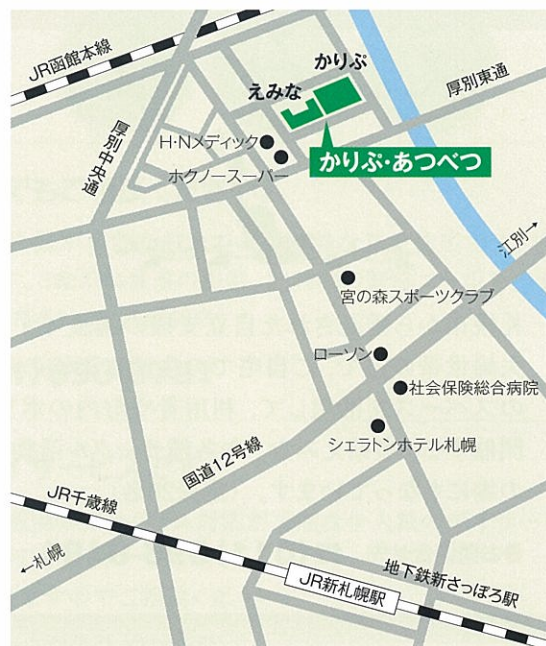 JR函館本線
かりぷ
えみな
厚別東通
厚別中央通
H・Nメディック
ホクノースーパー
かりぷ・あつべつ
江別→
宮の森スポーツクラブ
ローソン
社会保険総合病院
シェラトンホテル札幌
国道12号線
JR千歳線
←札幌
地下鉄新さっぽろ駅
JR新札幌駅